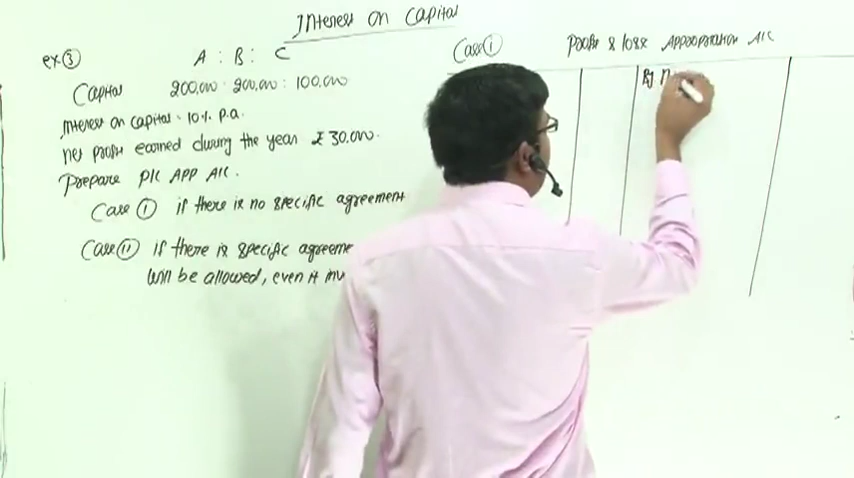 Interest on Capital
ex ③ A : B : C
Capital 200,000 : 200,000 : 100,000
Interest on capital - 10% p.a.
Net profit earned during the year ₹ 30,000.
Prepare P/L APP A/C.
Case ① if there is no specific agreement
Case ⑪ if there is specific agreeme
will be allowed, even it inv
Case ①
Profit & loss Appropriation A/C
By N